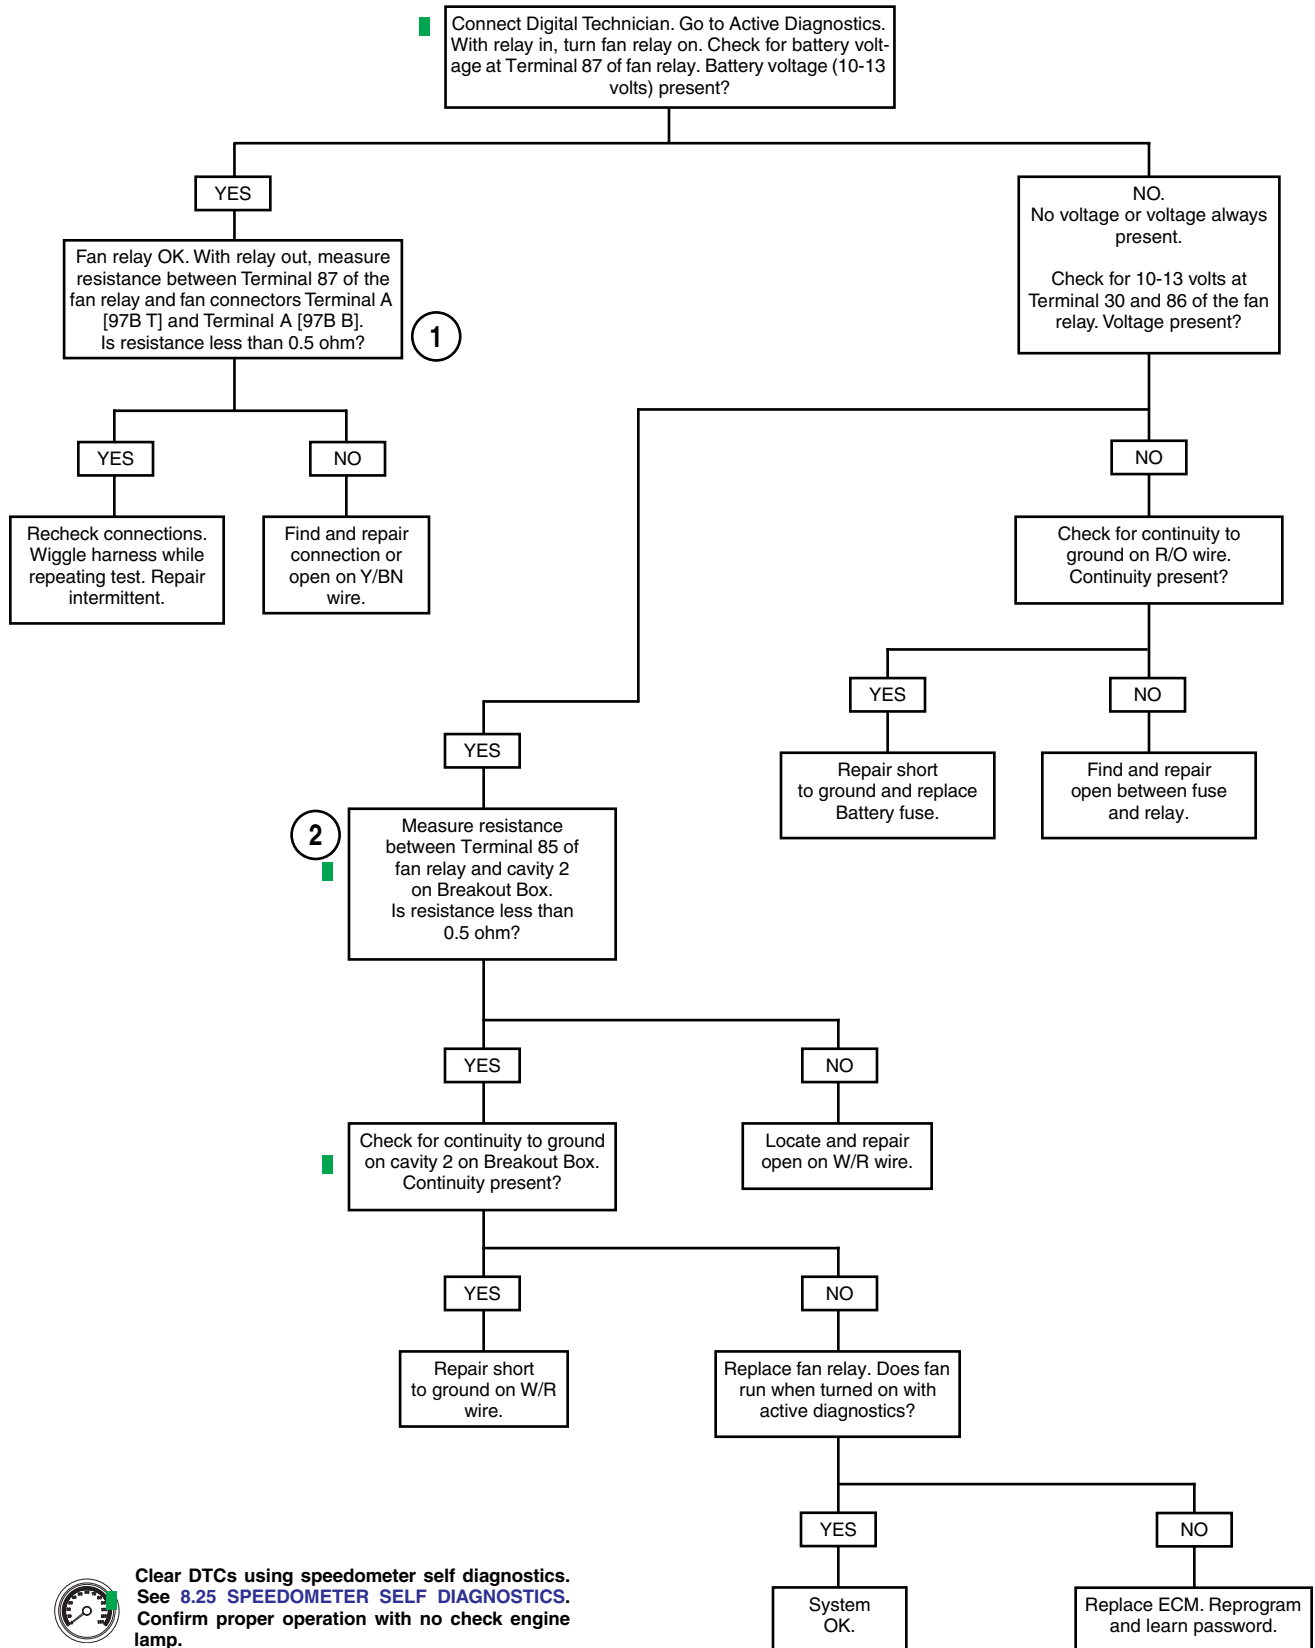 Connect Digital Technician. Go to Active Diagnostics.
With relay in, turn fan relay on. Check for battery volt-
age at Terminal 87 of fan relay. Battery voltage (10-13
volts) present?
YES
NO.
No voltage or voltage always
present.
Check for 10-13 volts at
Terminal 30 and 86 of the fan
relay. Voltage present?
Fan relay OK. With relay out, measure
resistance between Terminal 87 of the
fan relay and fan connectors Terminal A
[97B T] and Terminal A [97B B].
Is resistance less than 0.5 ohm?
1
YES
NO
NO
Recheck connections.
Wiggle harness while
repeating test. Repair
intermittent.
Find and repair
connection or
open on Y/BN
wire.
Check for continuity to
ground on R/O wire.
Continuity present?
YES
NO
YES
Repair short
to ground and replace
Battery fuse.
Find and repair
open between fuse
and relay.
2
Measure resistance
between Terminal 85 of
fan relay and cavity 2
on Breakout Box.
Is resistance less than
0.5 ohm?
YES
NO
Check for continuity to ground
on cavity 2 on Breakout Box.
Continuity present?
Locate and repair
open on W/R wire.
YES
NO
Repair short
to ground on W/R
wire.
Replace fan relay. Does fan
run when turned on with
active diagnostics?
YES
NO
System
OK.
Replace ECM. Reprogram
and learn password.
Clear DTCs using speedometer self diagnostics.
See 8.25 SPEEDOMETER SELF DIAGNOSTICS.
Confirm proper operation with no check engine
lamp.